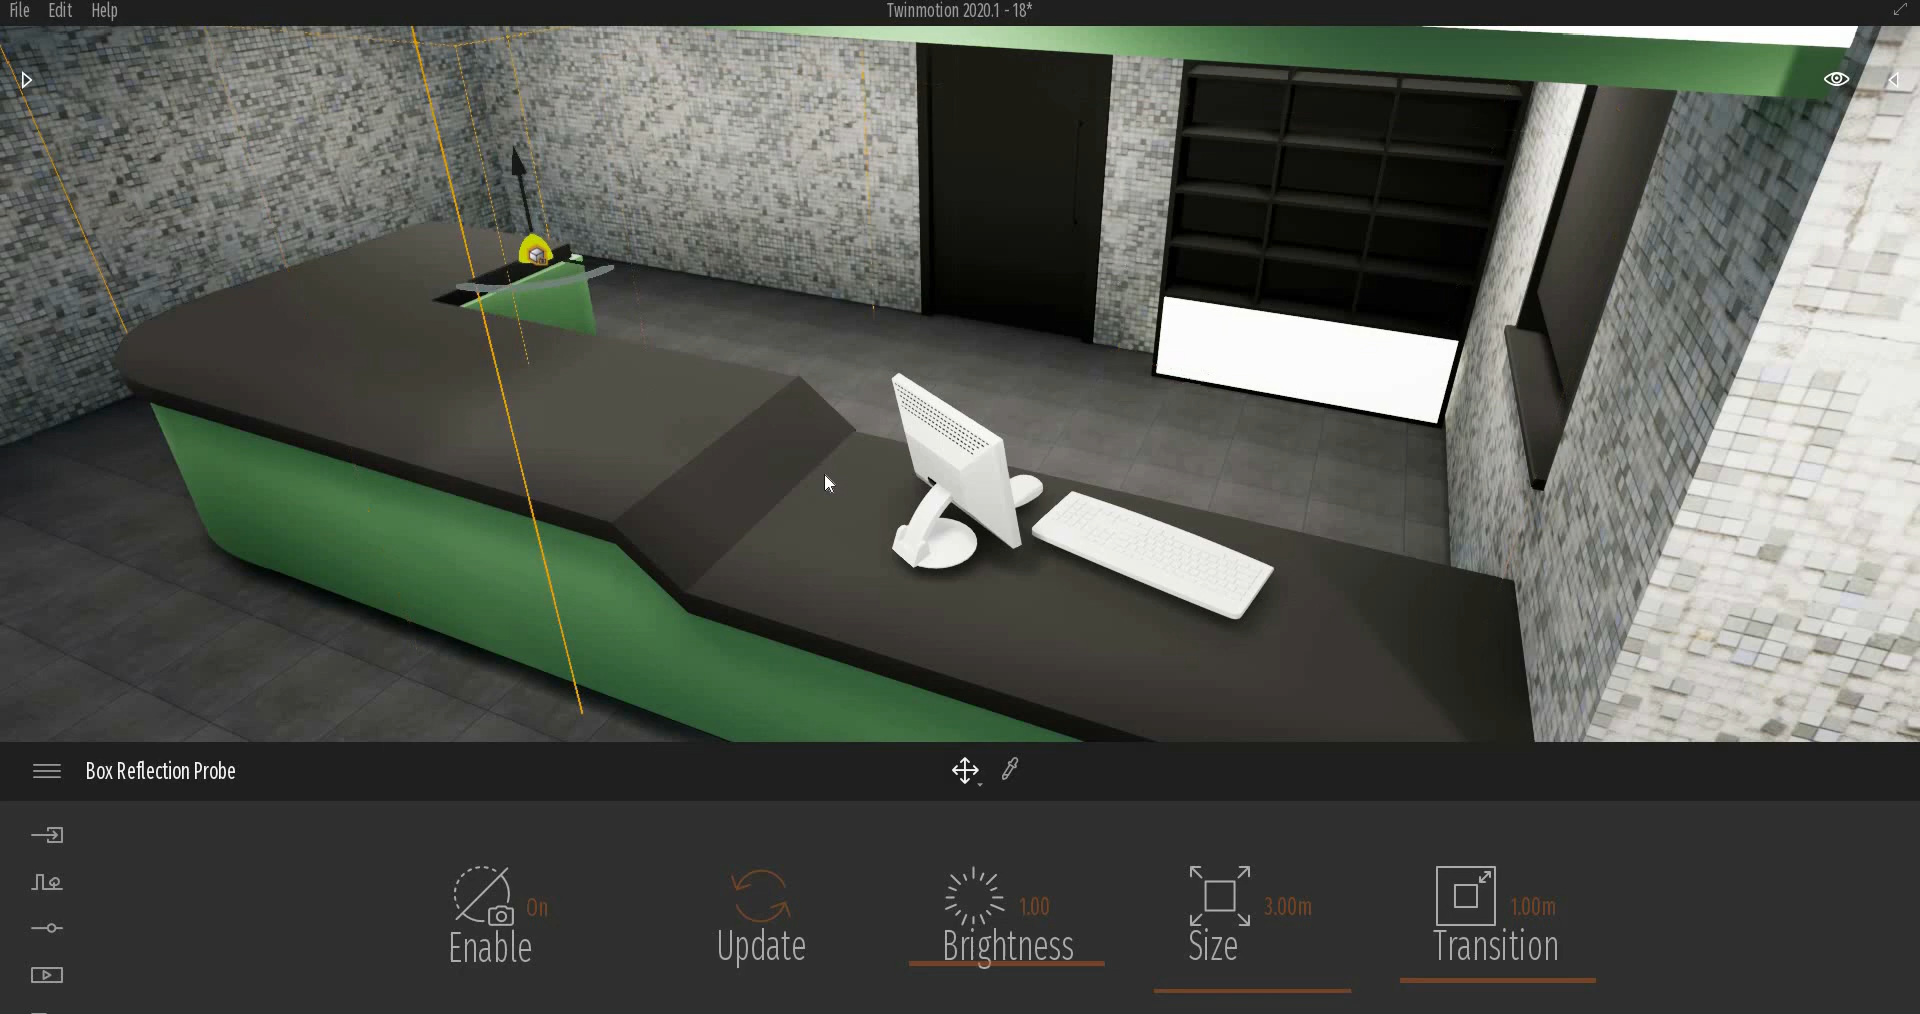 File Edit Help
Twinmotion 2020.1 - 18*
Box Reflection Probe
On
1.00
3.00m
1.00m
Enable
Update
Brightness
Size
Transition